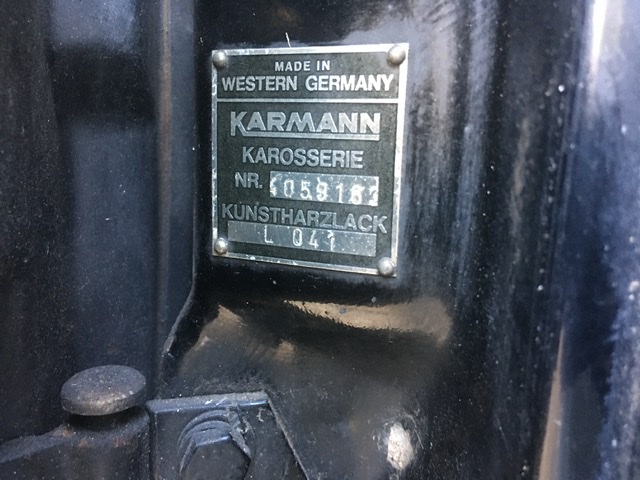 MADE IN
WESTERN GERMANY
KARMANN
KAROSSERIE
NR.
KUNSTHARZLACK
L 041